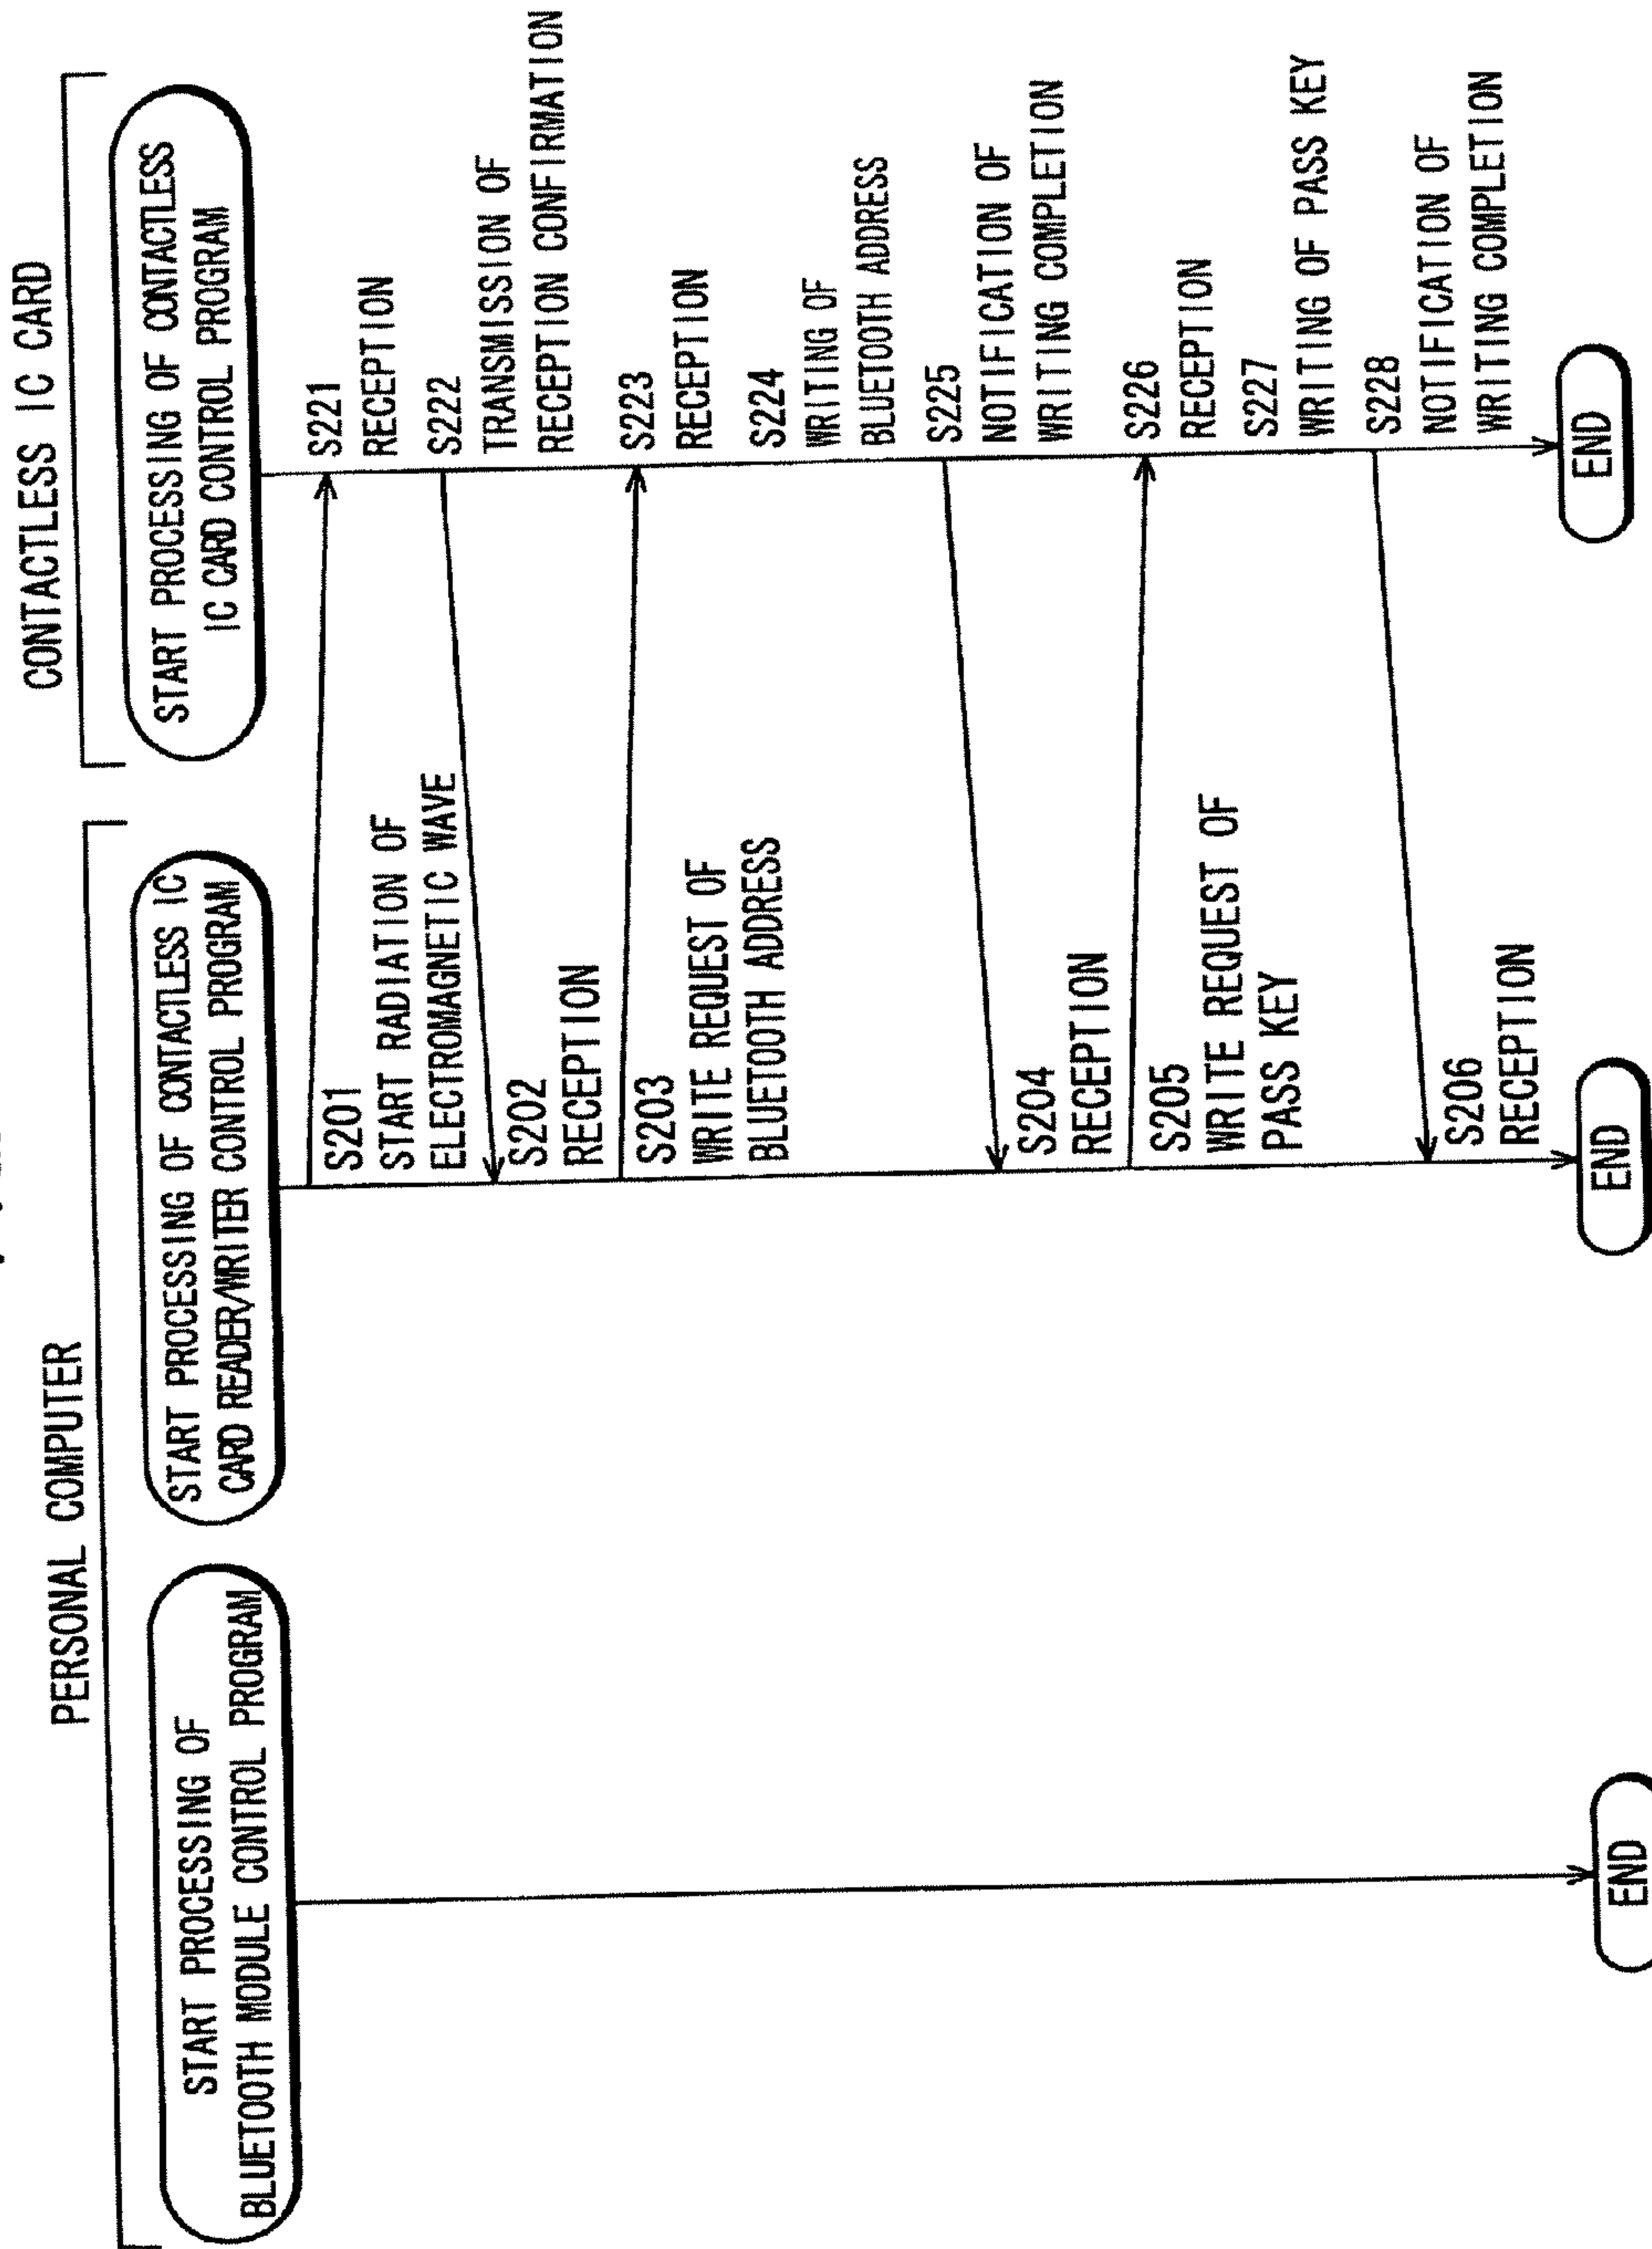 PERSONAL COMPUTER
CONTACTLESS IC CARD
START PROCESSING OF
BLUETOOTH MODULE CONTROL PROGRAM
START PROCESSING OF CONTACTLESS IC
CARD READER/WRITER CONTROL PROGRAM
START PROCESSING OF CONTACTLESS
IC CARD CONTROL PROGRAM
S201
START RADIATION OF
ELECTROMAGNETIC WAVE
S202
RECEPTION
S203
WRITE REQUEST OF
BLUETOOTH ADDRESS
S204
RECEPTION
S205
WRITE REQUEST OF
PASS KEY
S206
RECEPTION
S221
RECEPTION
S222
TRANSMISSION OF
RECEPTION CONFIRMATION
S223
RECEPTION
S224
WRITING OF
BLUETOOTH ADDRESS
S225
NOTIFICATION OF
WRITING COMPLETION
S226
RECEPTION
S227
WRITING OF PASS KEY
S228
NOTIFICATION OF
WRITING COMPLETION
END
END
END